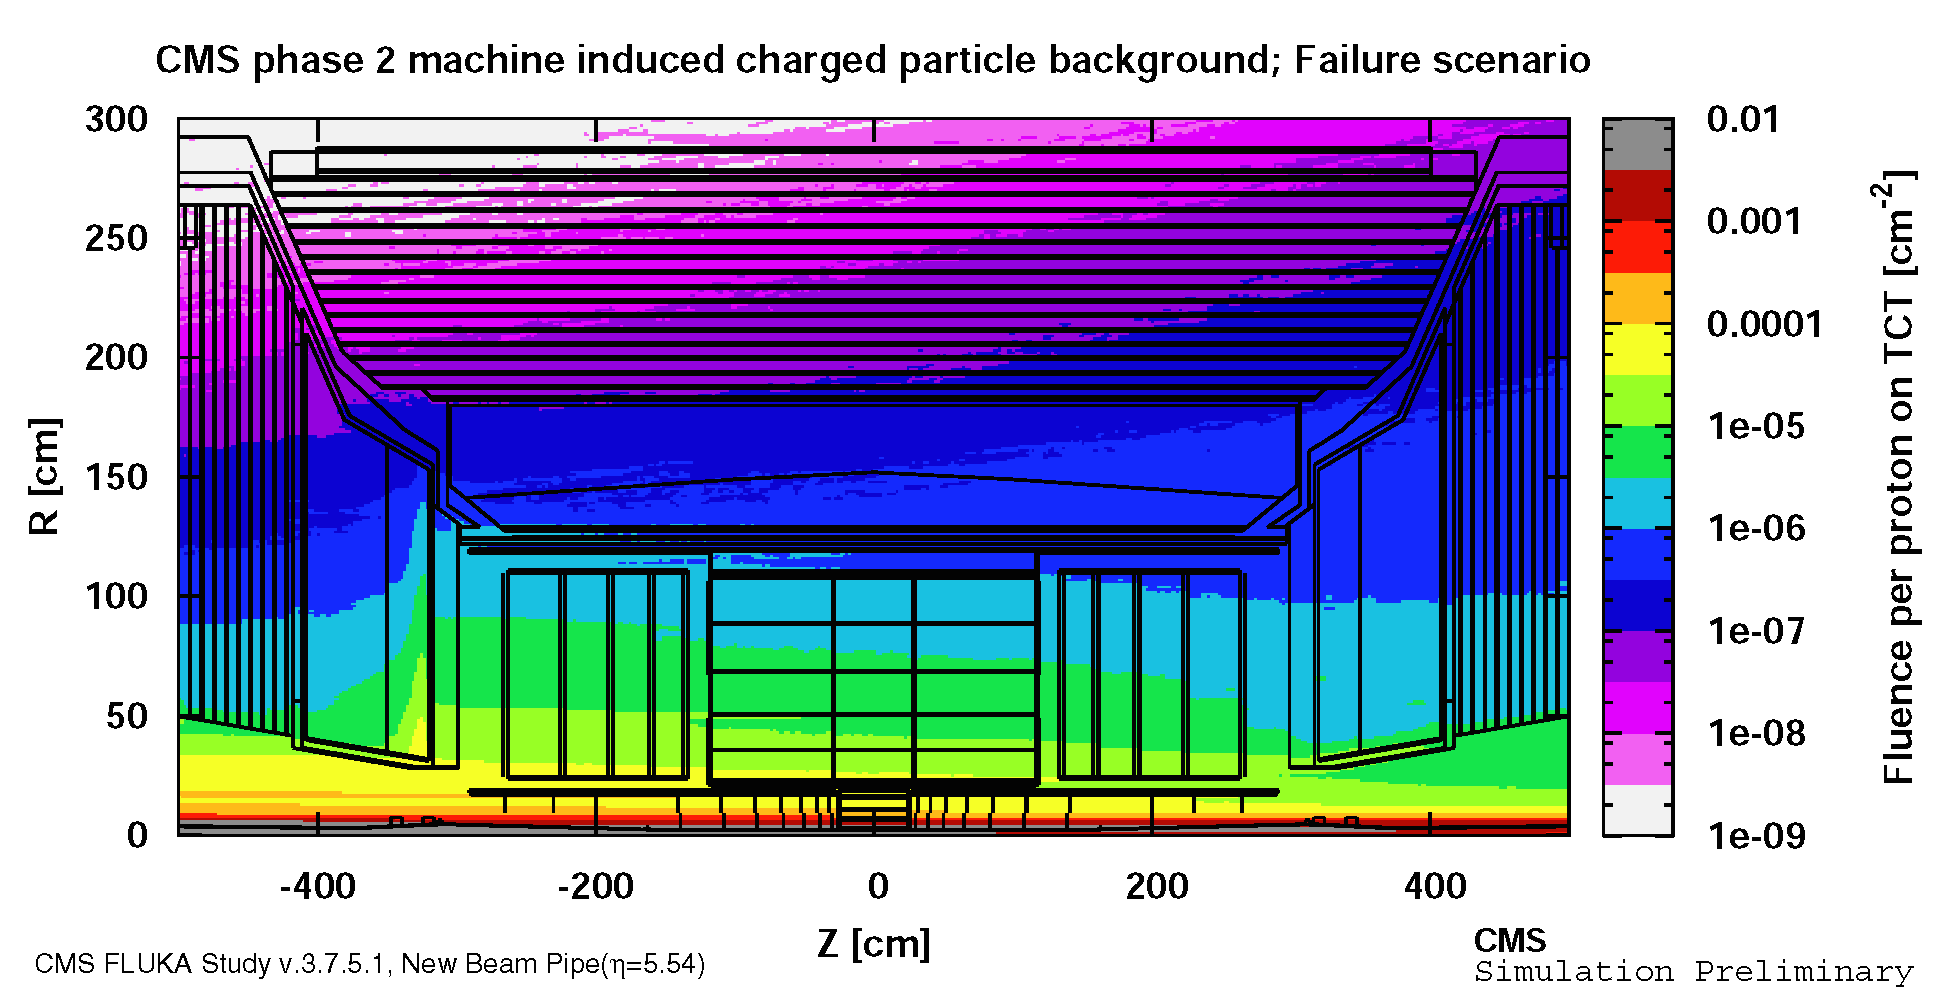 CMS phase 2 machine induced charged particle background; Failure scenario
300
250
200
150
100
50
0
R [cm]
-400
-200
0
200
400
Z [cm]
0.01
0.001
0.0001
1e-05
1e-06
1e-07
1e-08
1e-09
Fluence per proton on TCT [cm-2]
CMS FLUKA Study v.3.7.5.1, New Beam Pipe(η=5.54)
CMS
Simulation Preliminary